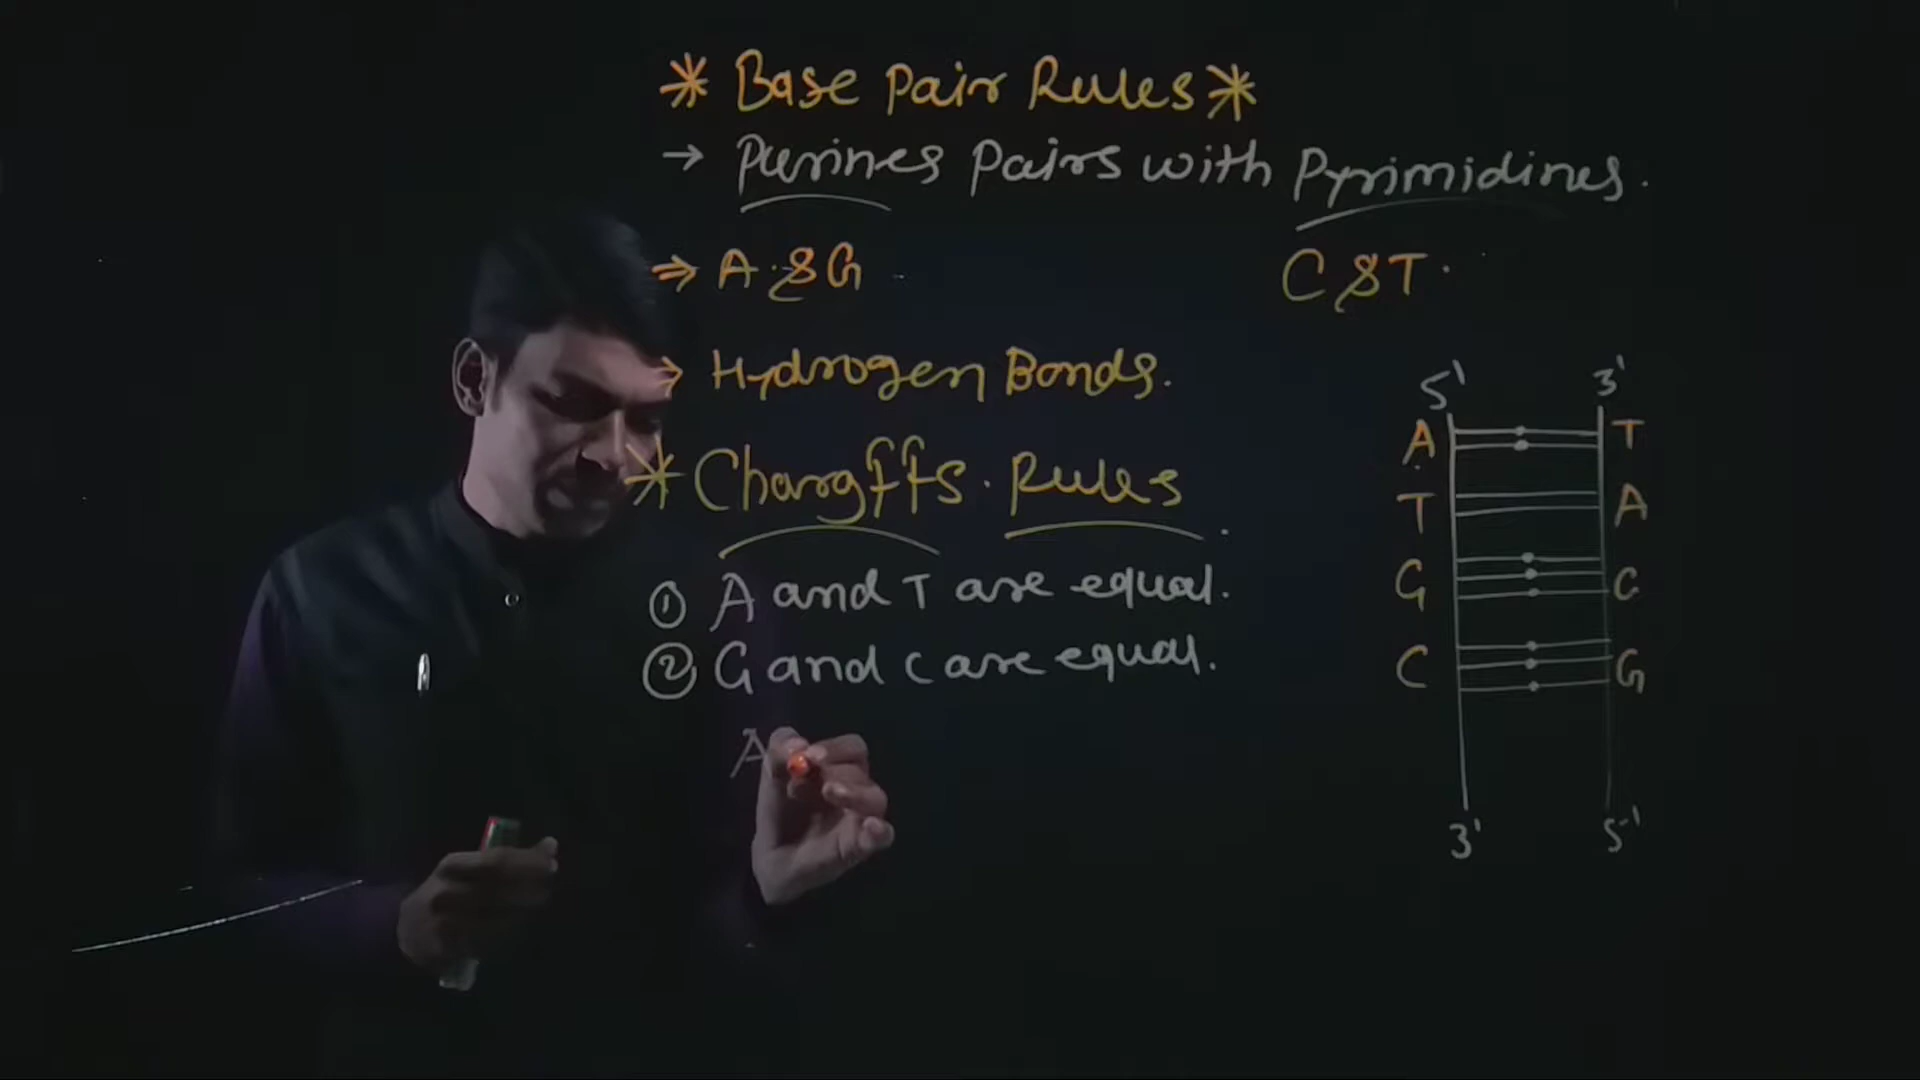 * Base Pair Rules *
→ Purines Pairs with Pyrimidines.
⇒ A & G
C & T.
⇒ Hydrogen Bonds.
* Chargffs. Rules.
① A and T are equal.
② G and C are equal.
A
5' 3'
A T
T A
G C
C G
3' 5'